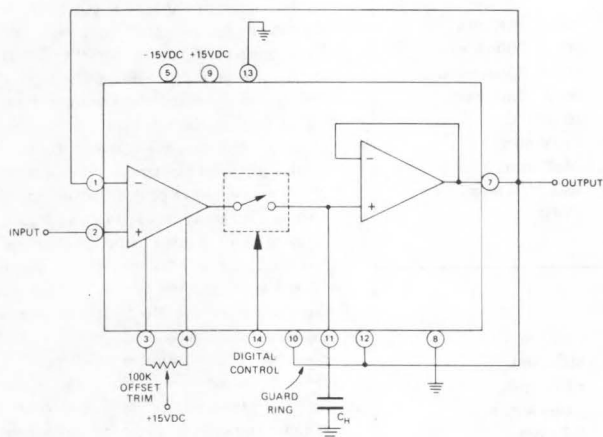 -15VDC +15VDC
5 9 13
1 -
- 7 OUTPUT
+
INPUT 2 +
3 4 14 10 11 12 8
100K
OFFSET
TRIM
DIGITAL
CONTROL
GUARD
RING
CH
+15VDC